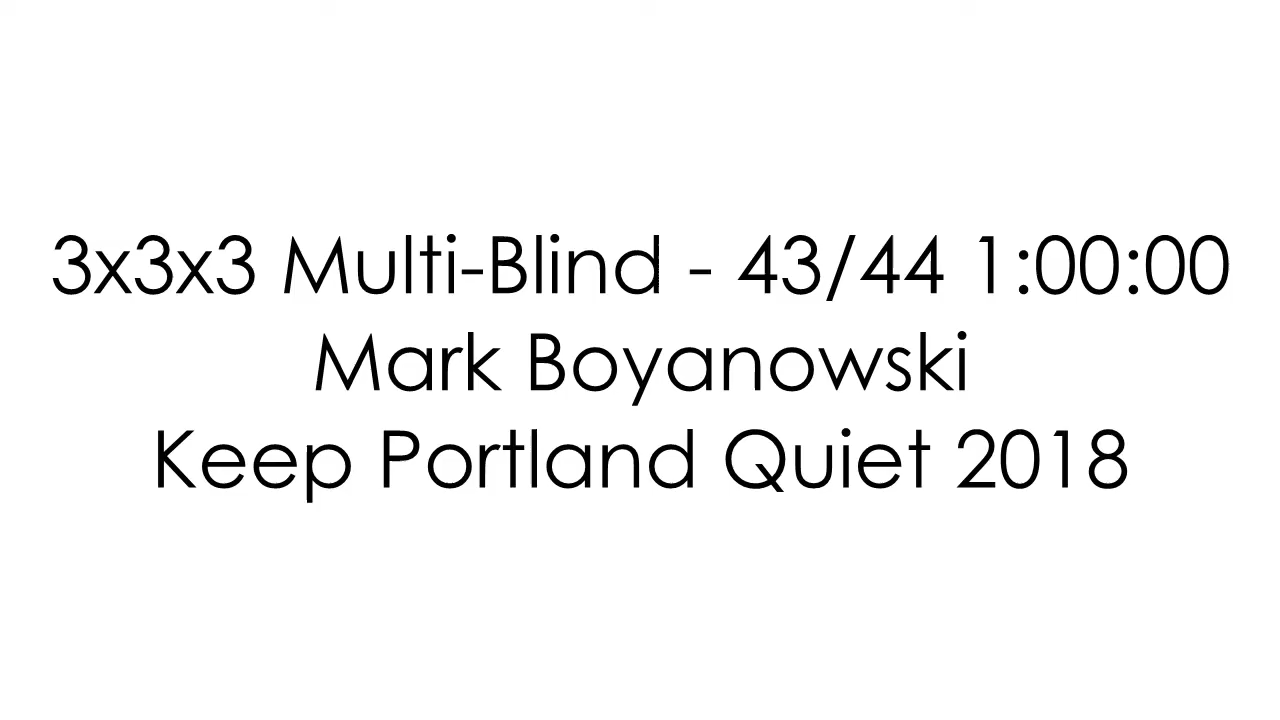 3x3x3 Multi-Blind - 43/44 1:00:00
Mark Boyanowski
Keep Portland Quiet 2018